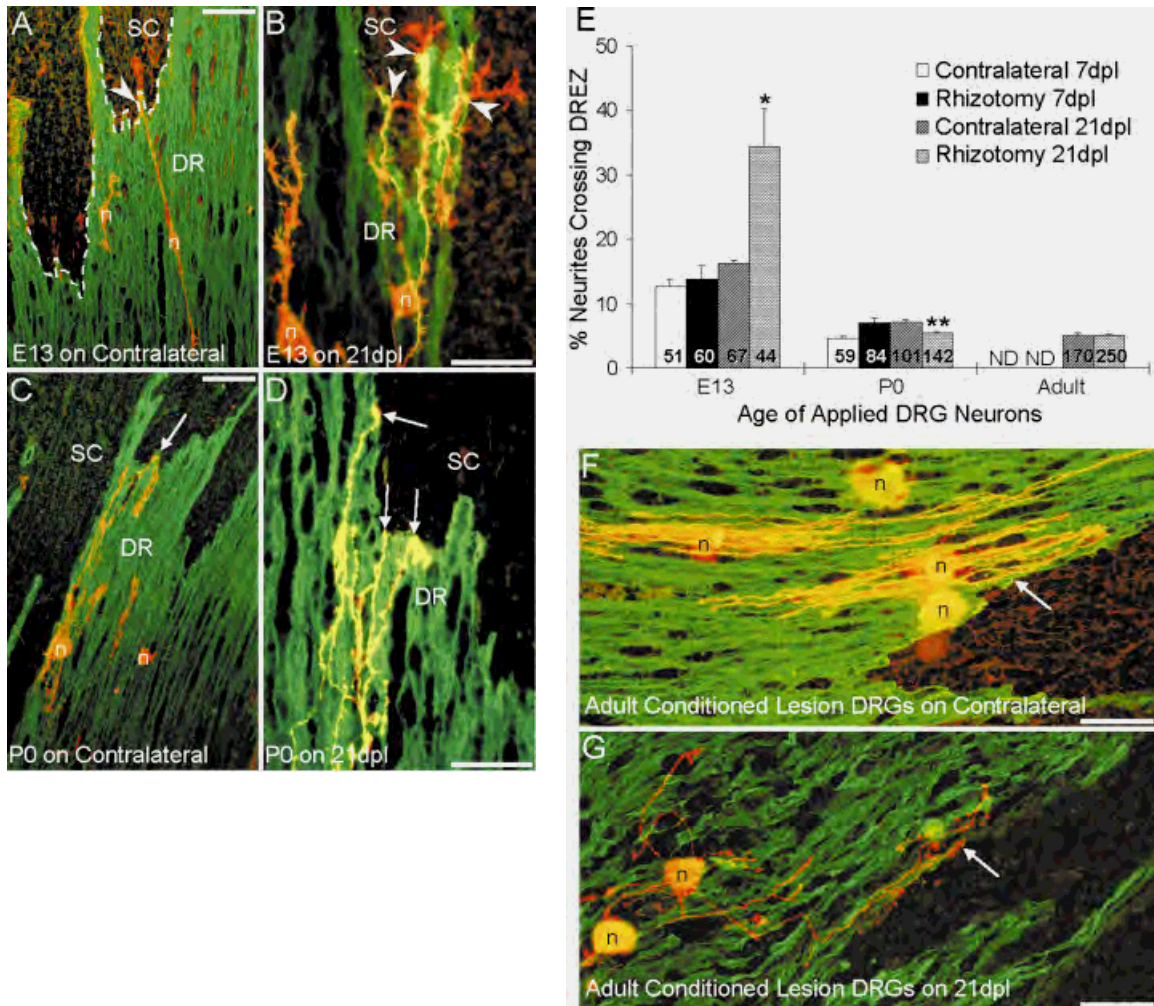 A
SC
DR
n
n
E13 on Contralateral
B
SC
DR
n
n
E13 on 21dpl
C
SC
DR
n
n
P0 on Contralateral
D
SC
DR
P0 on 21dpl
E
50
40
30
20
10
0
% Neurites Crossing DREZ
Contralateral 7dpl
Rhizotomy 7dpl
Contralateral 21dpl
Rhizotomy 21dpl
*
**
51 60 67 44
59 84 101 142
ND ND 170 250
E13 P0 Adult
Age of Applied DRG Neurons
F
n
n
n
n
Adult Conditioned Lesion DRGs on Contralateral
G
n
n
Adult Conditioned Lesion DRGs on 21dpl